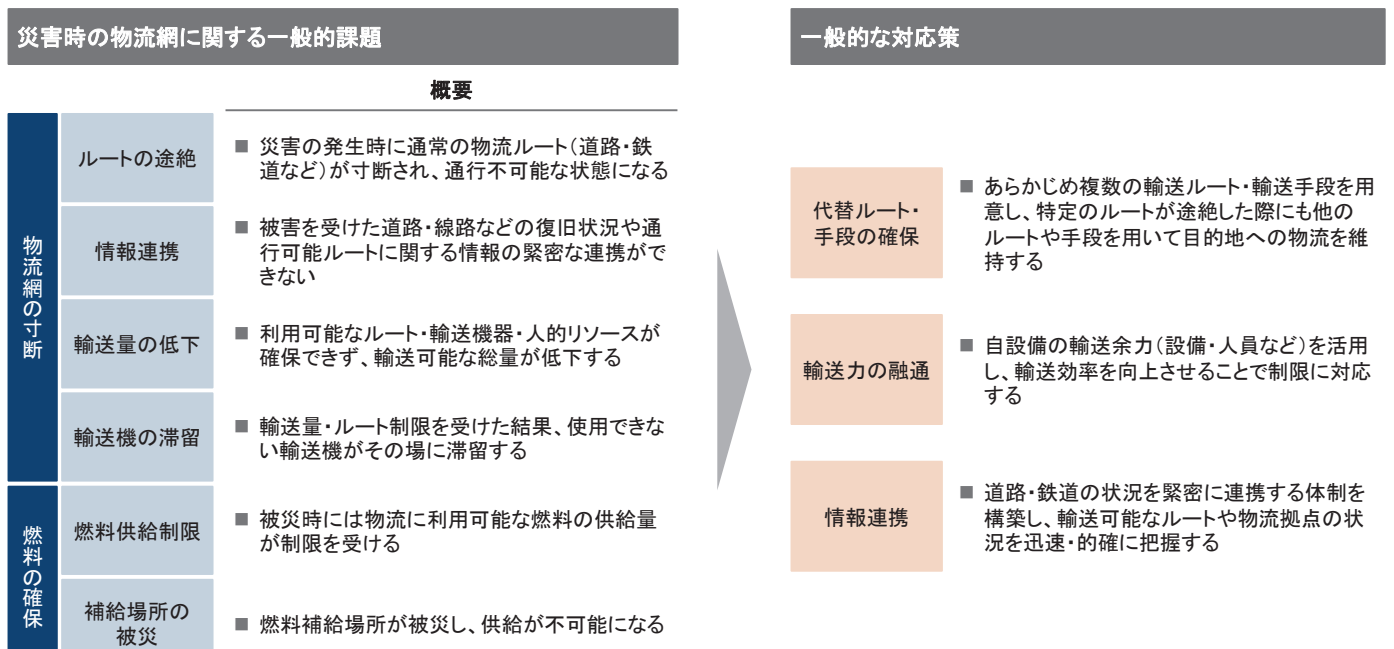 災害時の物流網に関する一般的課題
概要
物流網の寸断
ルートの途絶
■ 災害の発生時に通常の物流ルート(道路・鉄
道など)が寸断され、通行不可能な状態になる
情報連携
■ 被害を受けた道路・線路などの復旧状況や通
行可能ルートに関する情報の緊密な連携がで
きない
輸送量の低下
■ 利用可能なルート・輸送機器・人的リソースが
確保できず、輸送可能な総量が低下する
輸送機の滞留
■ 輸送量・ルート制限を受けた結果、使用できな
い輸送機がその場に滞留する
燃料の確保
燃料供給制限
■ 被災時には物流に利用可能な燃料の供給量
が制限を受ける
補給場所の
被災
■ 燃料補給場所が被災し、供給が不可能になる
一般的な対応策
代替ルート・
手段の確保
■ あらかじめ複数の輸送ルート・輸送手段を用
意し、特定のルートが途絶した際にも他の
ルートや手段を用いて目的地への物流を維
持する
輸送力の融通
■ 自設備の輸送余力(設備・人員など)を活用
し、輸送効率を向上させることで制限に対応
する
情報連携
■ 道路・鉄道の状況を緊密に連携する体制を
構築し、輸送可能なルートや物流拠点の状
況を迅速・的確に把握する